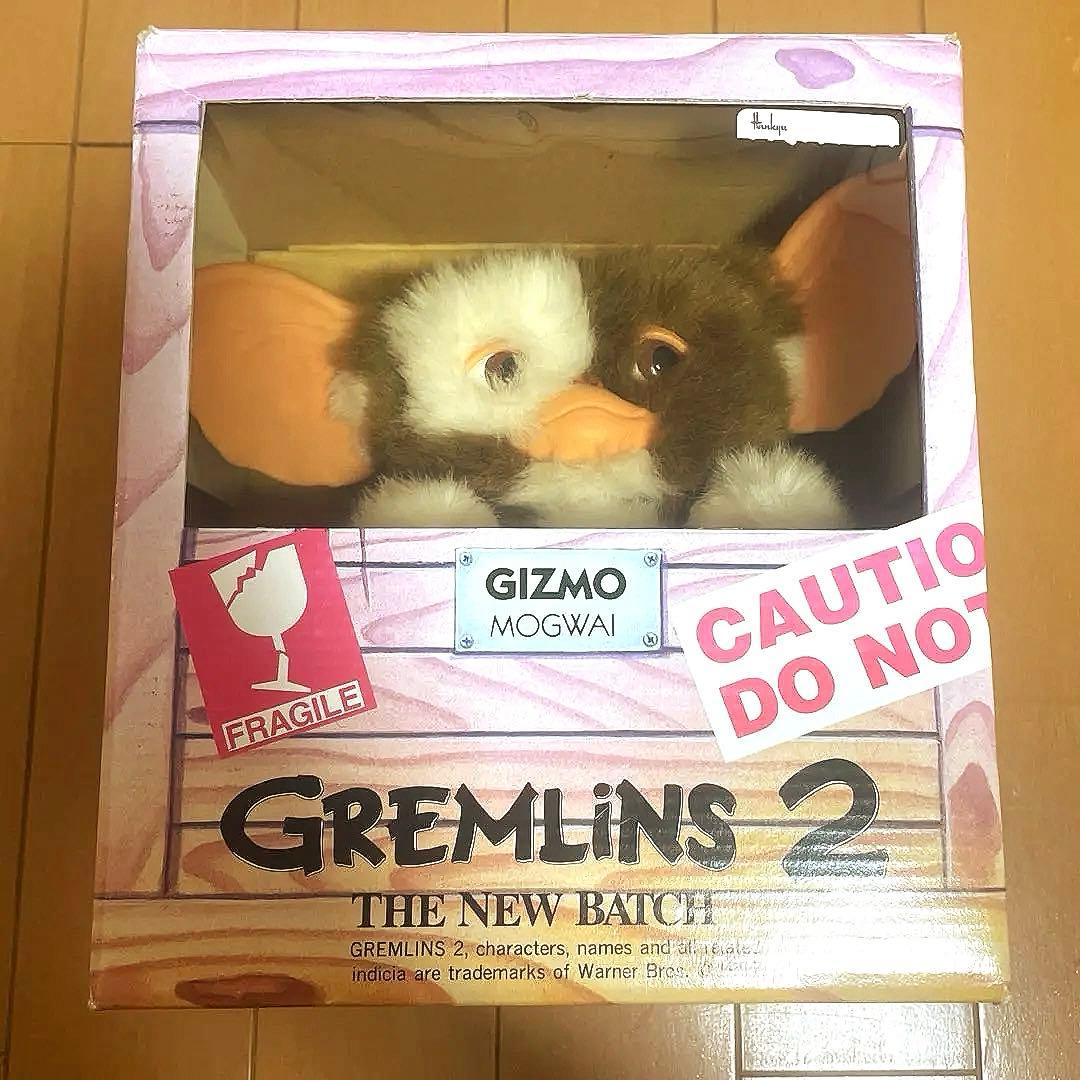 Hankyu
FRAGILE
GIZMO
MOGWAI
CAUTIO
DO NOT
GREMLiNS 2
THE NEW BATCH
GREMLINS 2, characters, names and all related
indicia are trademarks of Warner Bros. ©